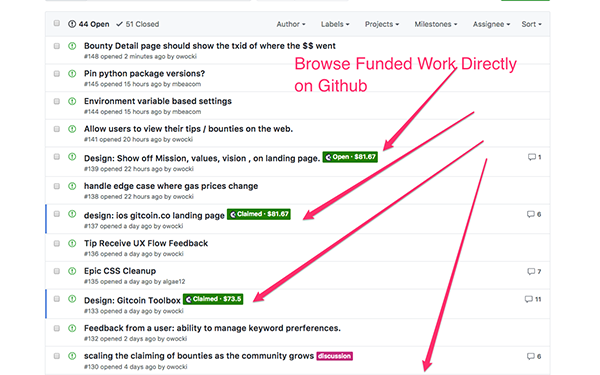 44 Open 51 Closed Author Labels Projects Milestones Assignee Sort
Bounty Detail page should show the txid of where the $$ went
#148 opened 2 minutes ago by owocki
Browse Funded Work Directly
on Github
Pin python package versions?
#145 opened 15 hours ago by mbeacom
Environment variable based settings
#144 opened 15 hours ago by mbeacom
Allow users to view their tips / bounties on the web.
#141 opened 20 hours ago by owocki
Design: Show off Mission, values, vision , on landing page. Open · $81.67 1
#139 opened 22 hours ago by owocki
handle edge case where gas prices change
#138 opened 22 hours ago by owocki
design: ios gitcoin.co landing page Claimed · $81.67 6
#137 opened a day ago by owocki
Tip Receive UX Flow Feedback
#136 opened a day ago by owocki
Epic CSS Cleanup 7
#135 opened a day ago by algae12
Design: Gitcoin Toolbox Claimed · $73.5 11
#133 opened a day ago by owocki
Feedback from a user: ability to manage keyword preferences.
#132 opened 2 days ago by owocki
scaling the claiming of bounties as the community grows discussion 6
#130 opened 4 days ago by owocki